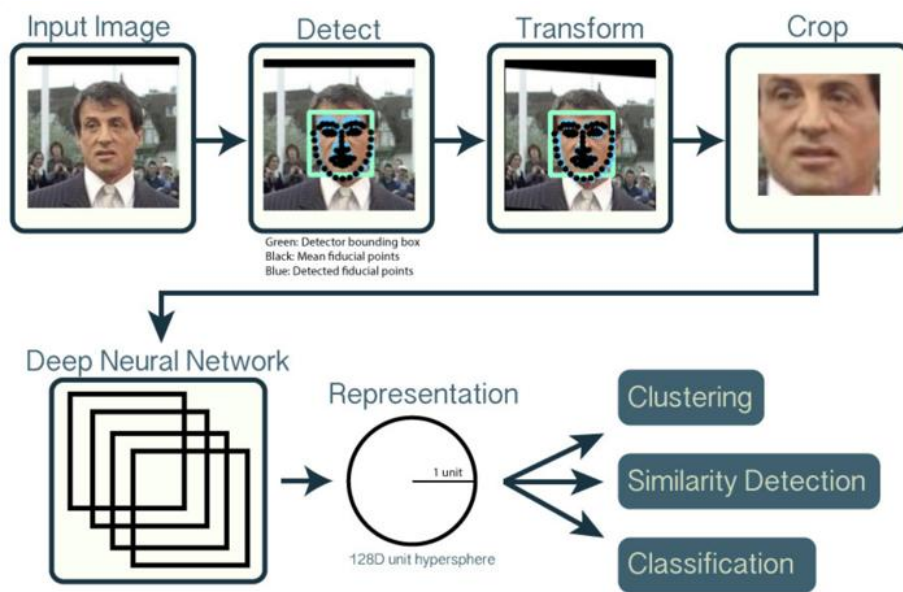 Input Image
Detect
Transform
Crop
Green: Detector bounding box
Black: Mean fiducial points
Blue: Detected fiducial points
Deep Neural Network
Representation
1 unit
128D unit hypersphere
Clustering
Similarity Detection
Classification